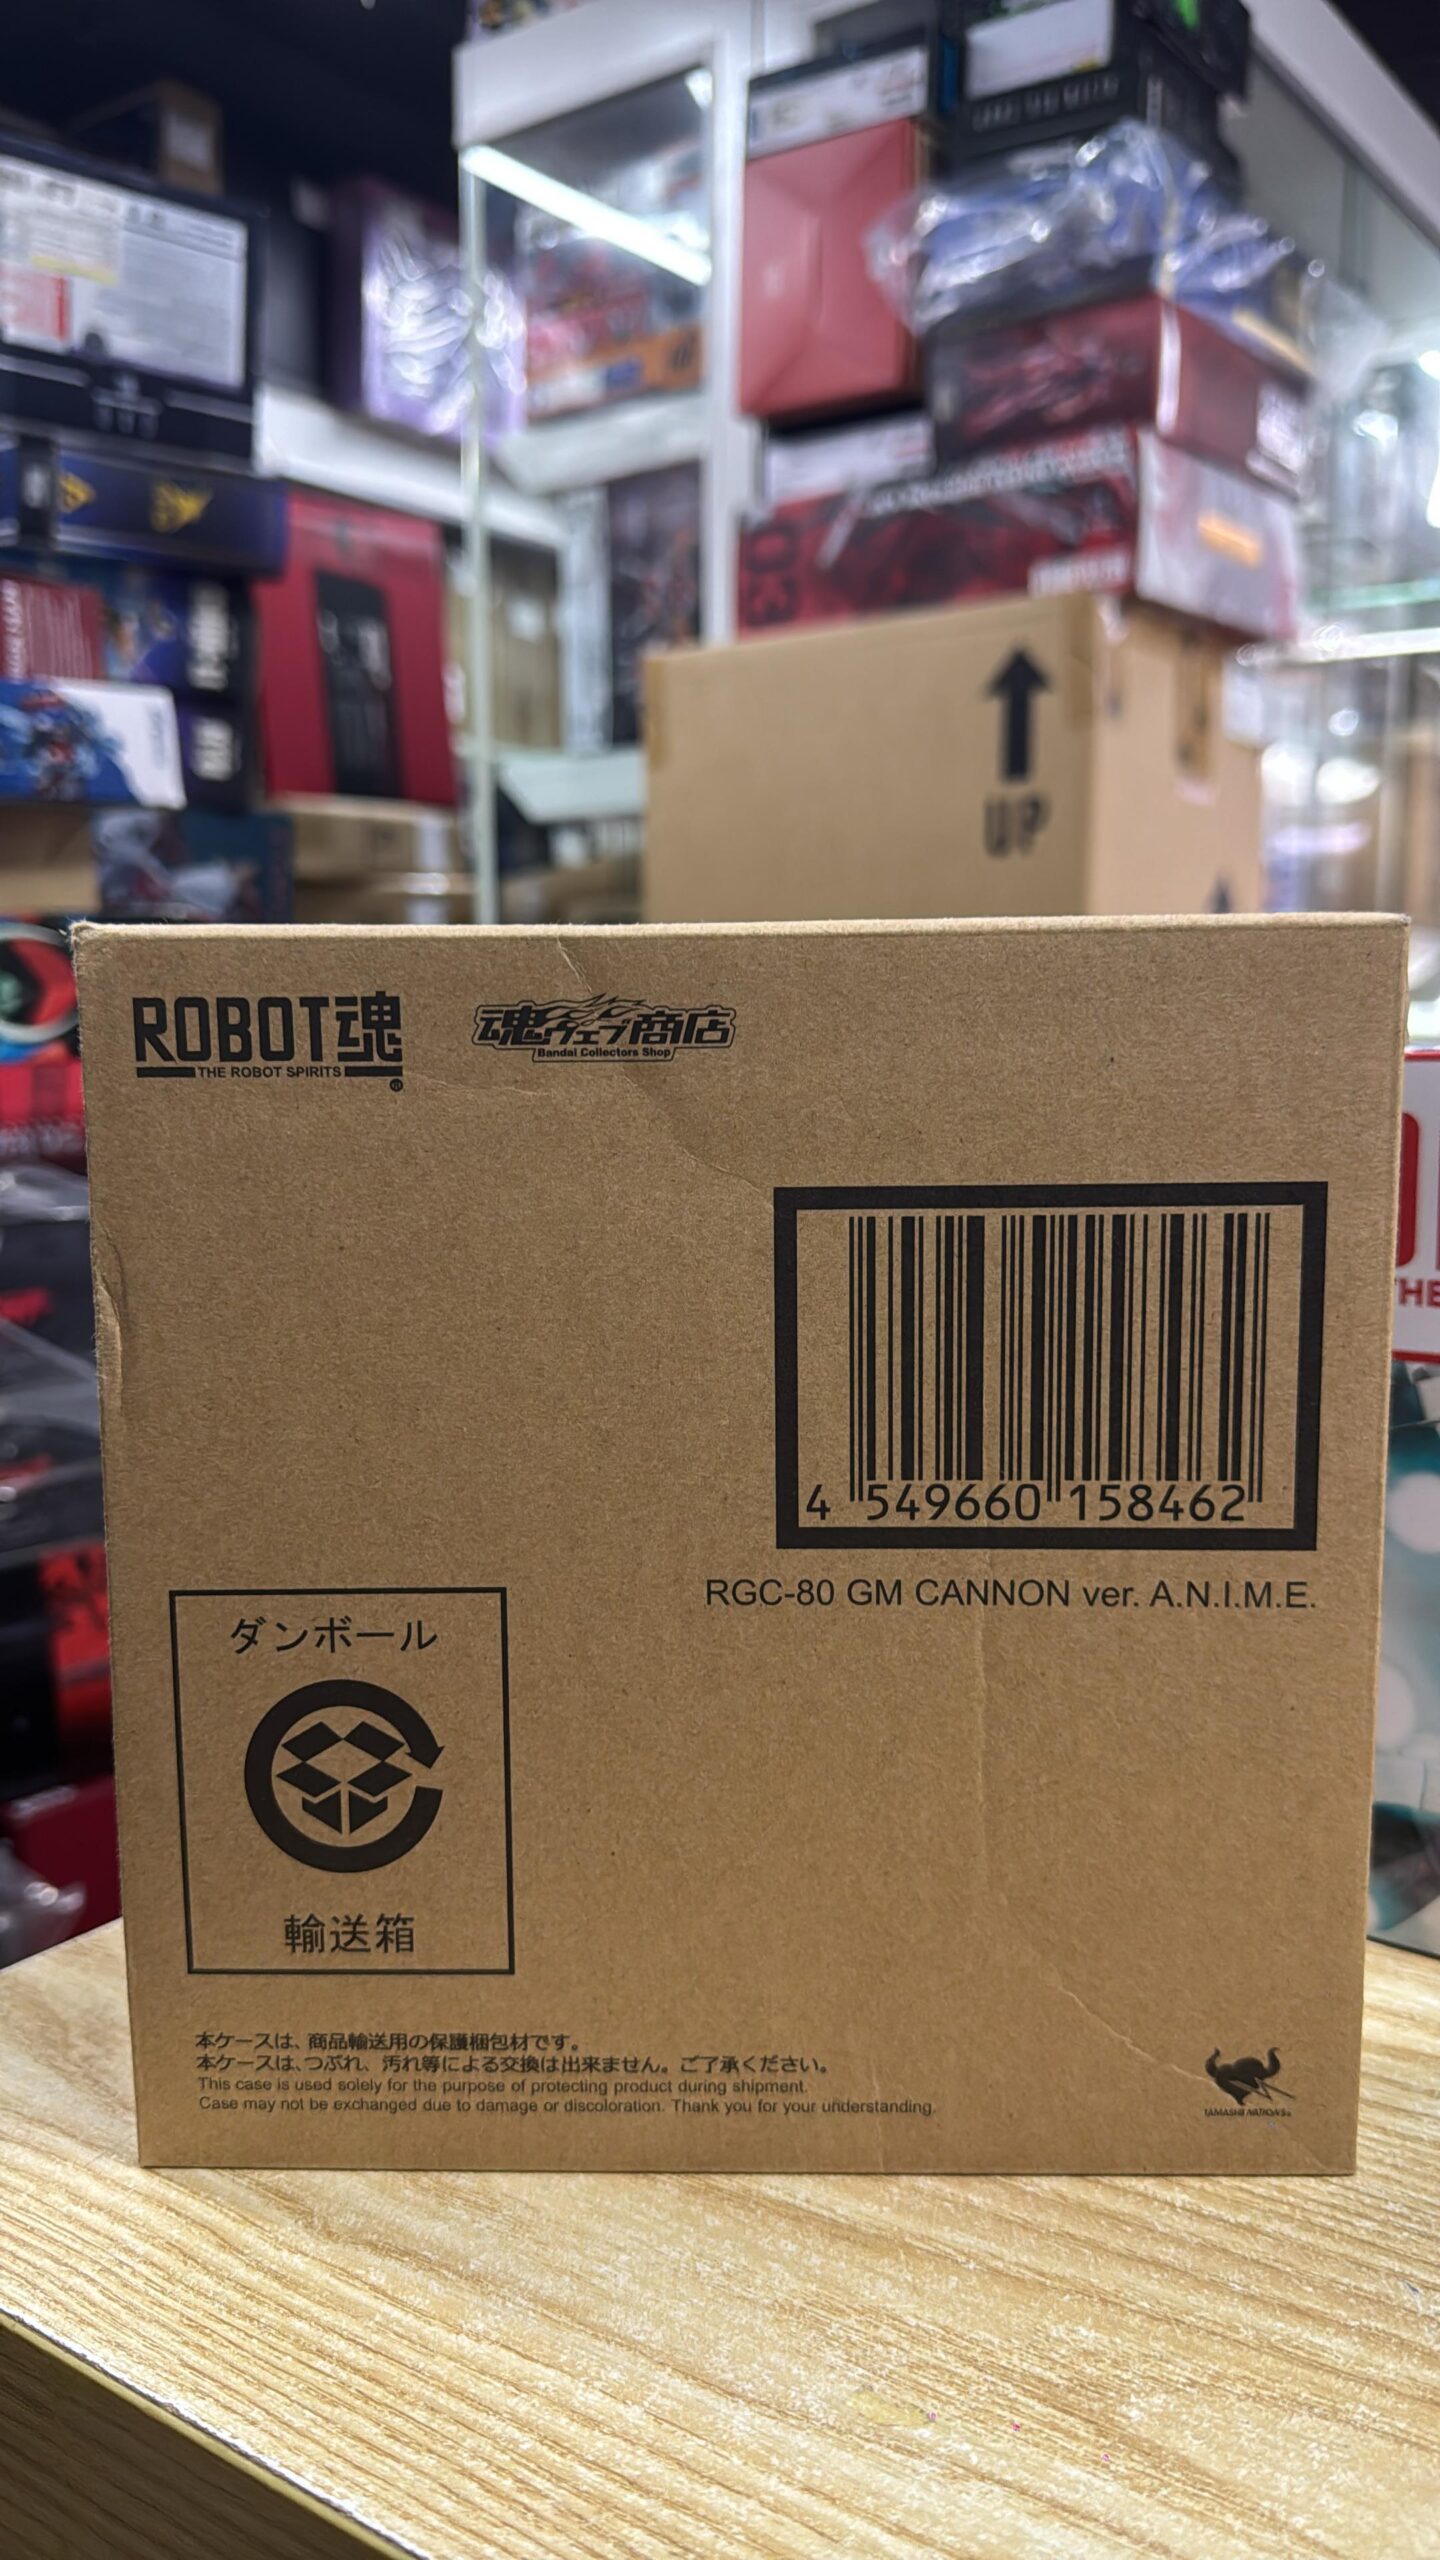 UP
ROBOT魂
THE ROBOT SPIRITS
魂ウェブ商店
Bandai Collectors Shop
4 549660 158462
RGC-80 GM CANNON ver. A.N.I.M.E.
ダンボール
輸送箱
本ケースは、商品輸送用の保護梱包材です。
本ケースは、つぶれ、汚れ等による交換は出来ません。ご了承ください。
This case is used solely for the purpose of protecting product during shipment.
Case may not be exchanged due to damage or discoloration. Thank you for your understanding.
TAMASHII NATIONS